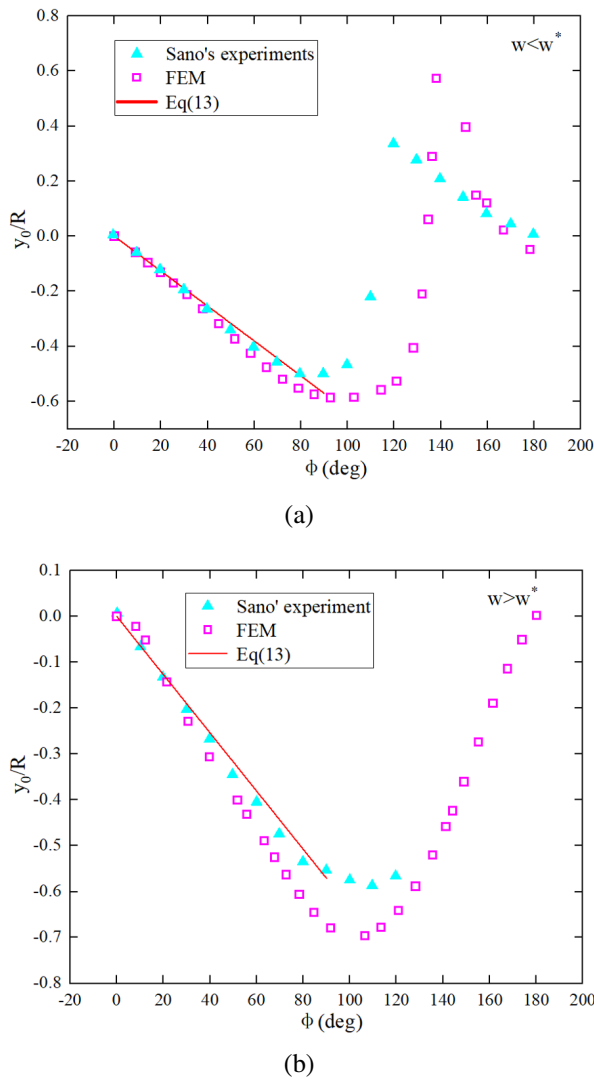 0.8
0.6
0.4
0.2
0.0
-0.2
-0.4
-0.6
y₀/R
Sano's experiments
FEM
Eq(13)
w<w*
-20 0 20 40 60 80 100 120 140 160 180 200
ϕ (deg)
(a)
0.1
0.0
-0.1
-0.2
-0.3
-0.4
-0.5
-0.6
-0.7
-0.8
y₀/R
Sano' experiment
FEM
Eq(13)
w>w*
-20 0 20 40 60 80 100 120 140 160 180 200
ϕ (deg)
(b)